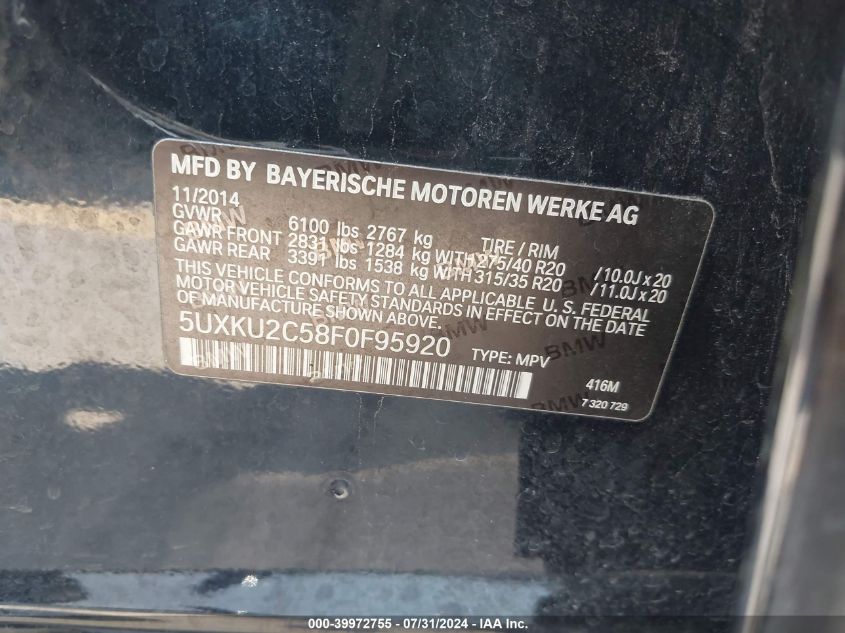 MFD BY BAYERISCHE MOTOREN WERKE AG
11/2014
GVWR 6100 lbs 2767 kg TIRE / RIM
GAWR FRONT 2831 lbs 1284 kg WITH 275/40 R20 /10.0J x 20
GAWR REAR 3391 lbs 1538 kg WITH 315/35 R20 /11.0J x 20
THIS VEHICLE CONFORMS TO ALL APPLICABLE U. S. FEDERAL
MOTOR VEHICLE SAFETY STANDARDS IN EFFECT ON THE DATE
OF MANUFACTURE SHOWN ABOVE.
5UXKU2C58F0F95920 TYPE: MPV
416M
7 320 729
000-39972755 - 07/31/2024 - IAA Inc.